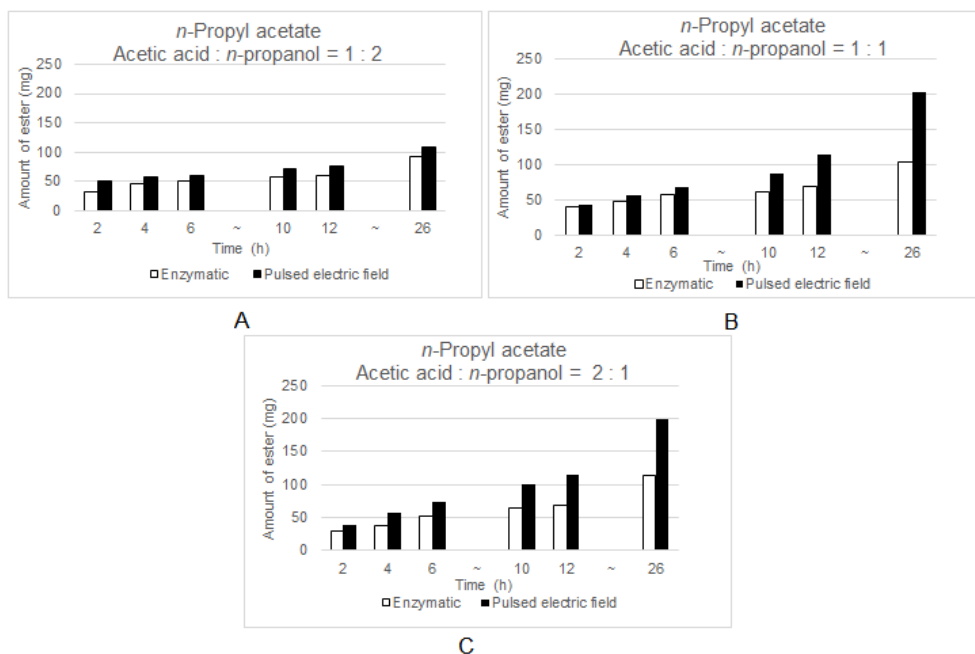 n-Propyl acetate
Acetic acid : n-propanol = 1 : 2
Amount of ester (mg)
250
200
150
100
50
0
2 4 6 ~ 10 12 ~ 26
Time (h)
Enzymatic Pulsed electric field
A
n-Propyl acetate
Acetic acid : n-propanol = 1 : 1
Amount of ester (mg)
250
200
150
100
50
0
2 4 6 ~ 10 12 ~ 26
Time (h)
Enzymatic Pulsed electric field
B
n-Propyl acetate
Acetic acid : n-propanol = 2 : 1
Amount of ester (mg)
250
200
150
100
50
0
2 4 6 ~ 10 12 ~ 26
Time (h)
Enzymatic Pulsed electric field
C